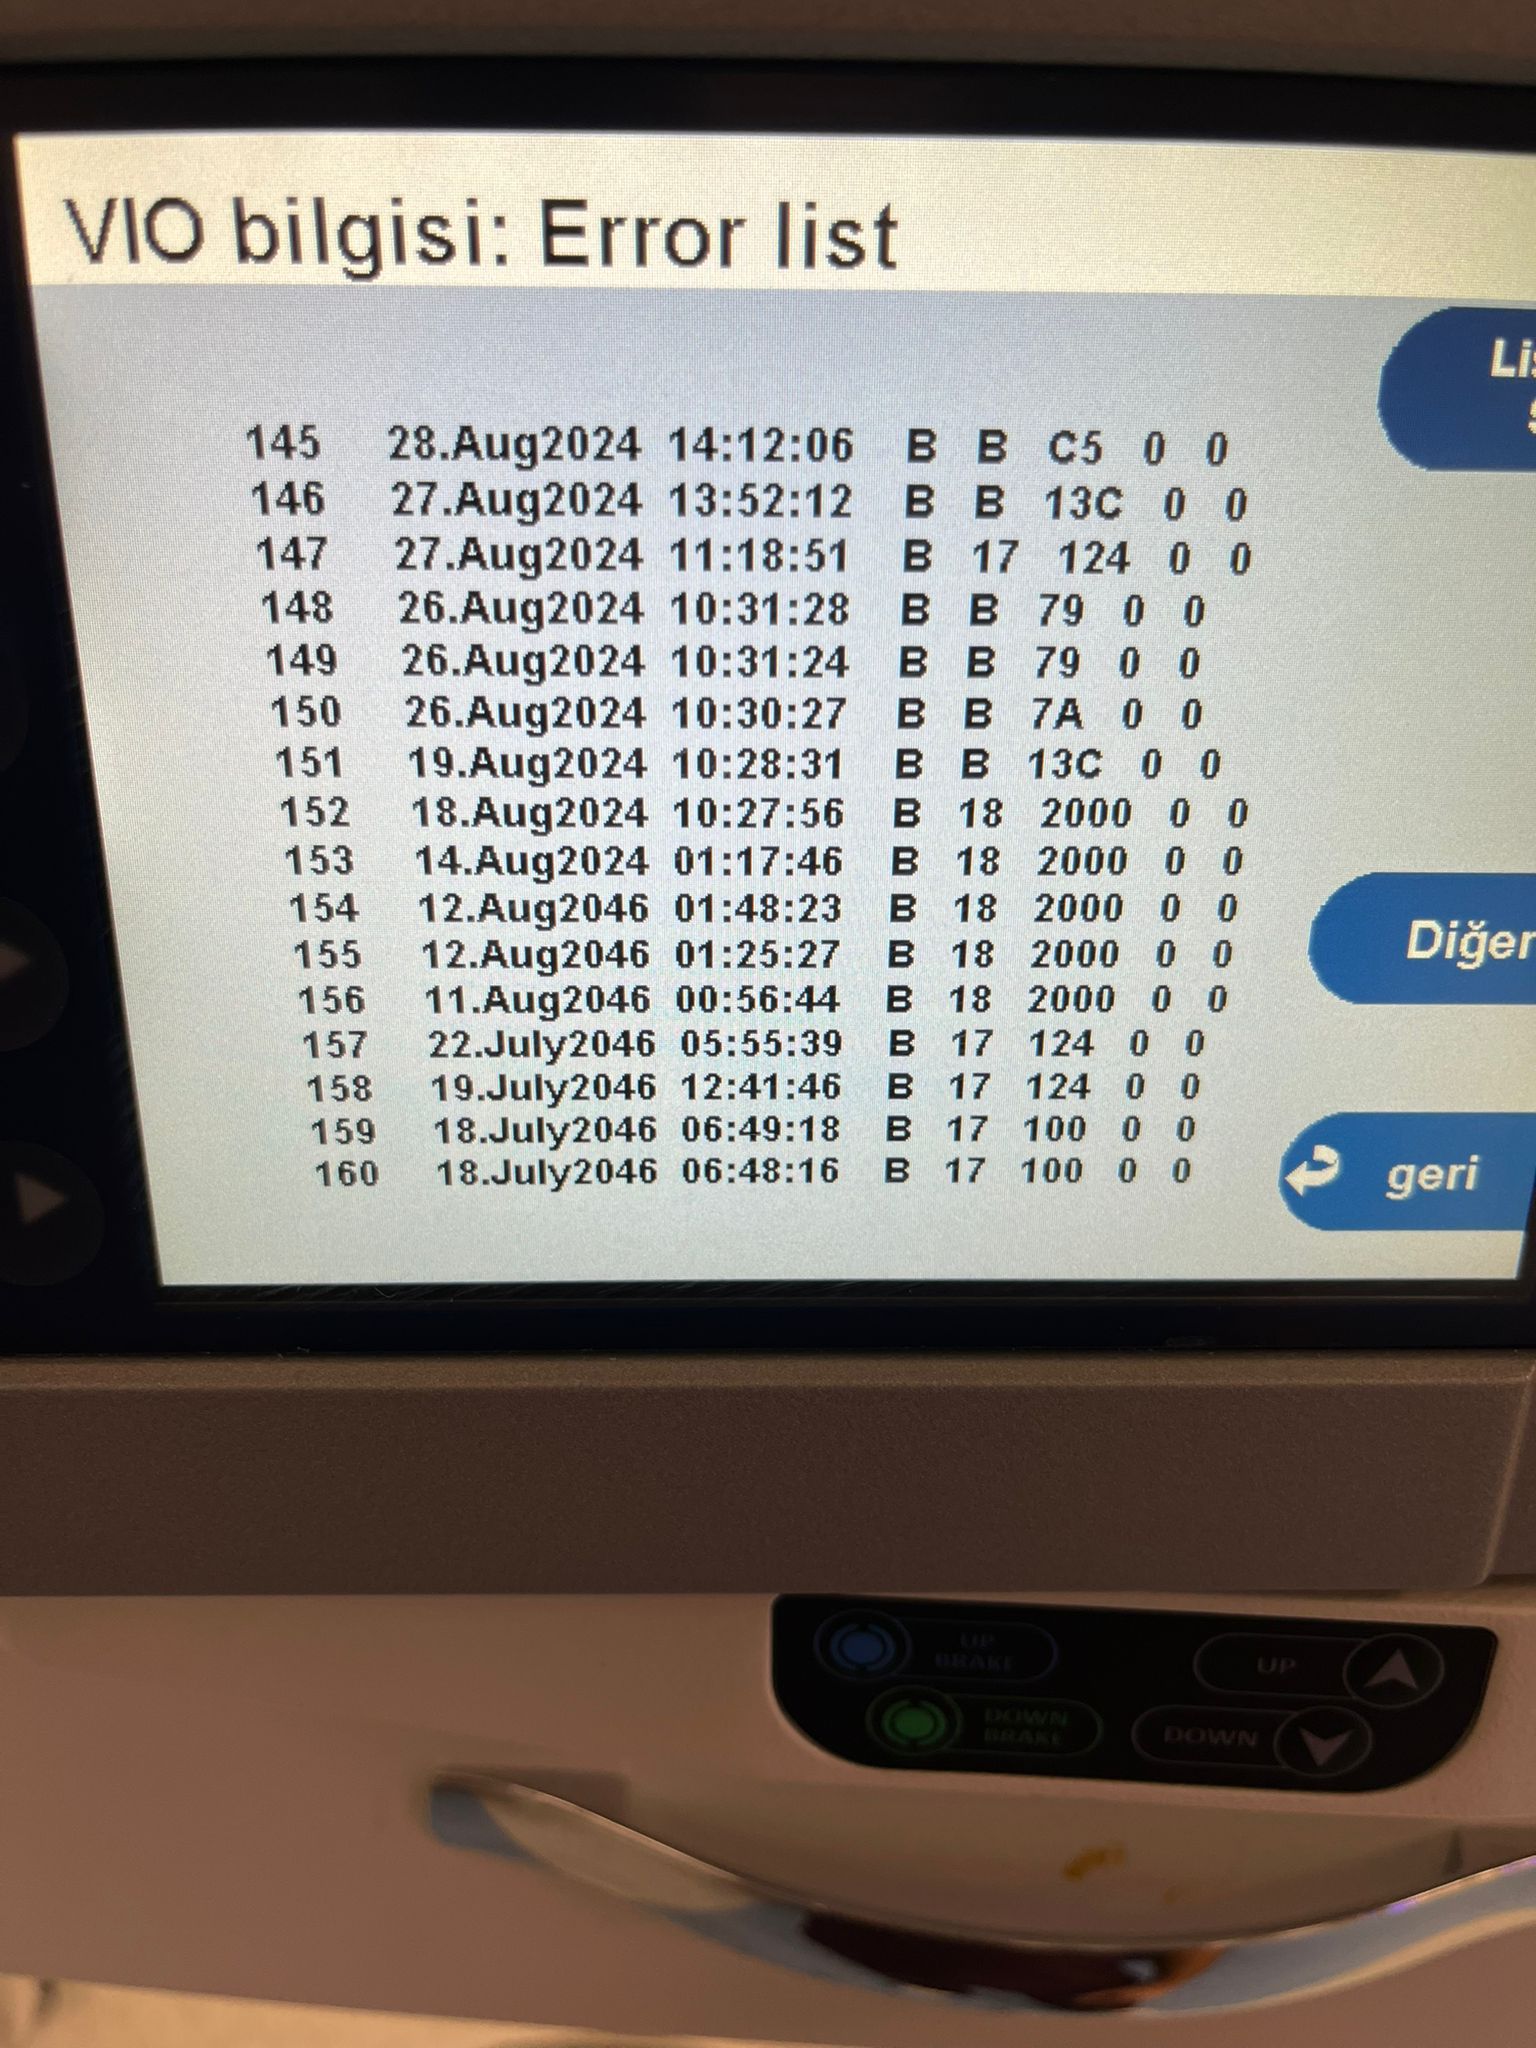 VIO bilgisi: Error list
145 28.Aug2024 14:12:06 B B C5 0 0
146 27.Aug2024 13:52:12 B B 13C 0 0
147 27.Aug2024 11:18:51 B 17 124 0 0
148 26.Aug2024 10:31:28 B B 79 0 0
149 26.Aug2024 10:31:24 B B 79 0 0
150 26.Aug2024 10:30:27 B B 7A 0 0
151 19.Aug2024 10:28:31 B B 13C 0 0
152 18.Aug2024 10:27:56 B 18 2000 0 0
153 14.Aug2024 01:17:46 B 18 2000 0 0
154 12.Aug2046 01:48:23 B 18 2000 0 0
155 12.Aug2046 01:25:27 B 18 2000 0 0
156 11.Aug2046 00:56:44 B 18 2000 0 0
157 22.July2046 05:55:39 B 17 124 0 0
158 19.July2046 12:41:46 B 17 124 0 0
159 18.July2046 06:49:18 B 17 100 0 0
160 18.July2046 06:48:16 B 17 100 0 0
Diğer
geri
UP BRAKE
UP
DOWN BRAKE
DOWN